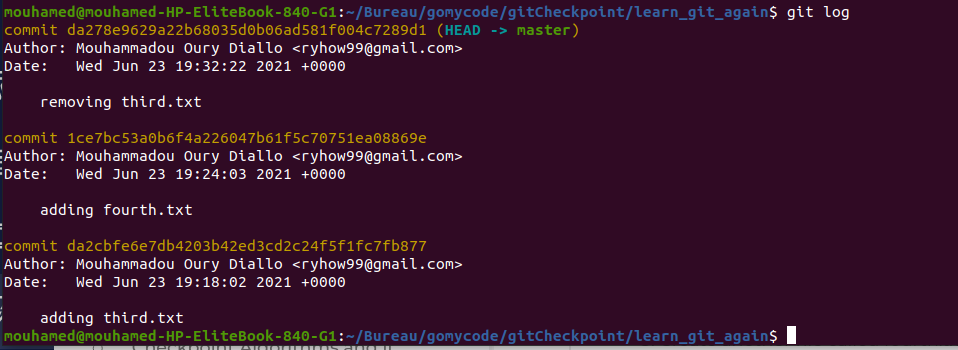 mouhamed@mouhamed-HP-EliteBook-840-G1:~/Bureau/gomycode/gitCheckpoint/learn_git_again$ git log
commit da278e9629a22b68035d0b06ad581f004c7289d1 (HEAD -> master)
Author: Mouhammadou Oury Diallo <ryhow99@gmail.com>
Date:   Wed Jun 23 19:32:22 2021 +0000
    removing third.txt
commit 1ce7bc53a0b6f4a226047b61f5c70751ea08869e
Author: Mouhammadou Oury Diallo <ryhow99@gmail.com>
Date:   Wed Jun 23 19:24:03 2021 +0000
    adding fourth.txt
commit da2cbfe6e7db4203b42ed3cd2c24f5f1fc7fb877
Author: Mouhammadou Oury Diallo <ryhow99@gmail.com>
Date:   Wed Jun 23 19:18:02 2021 +0000
    adding third.txt
mouhamed@mouhamed-HP-EliteBook-840-G1:~/Bureau/gomycode/gitCheckpoint/learn_git_again$